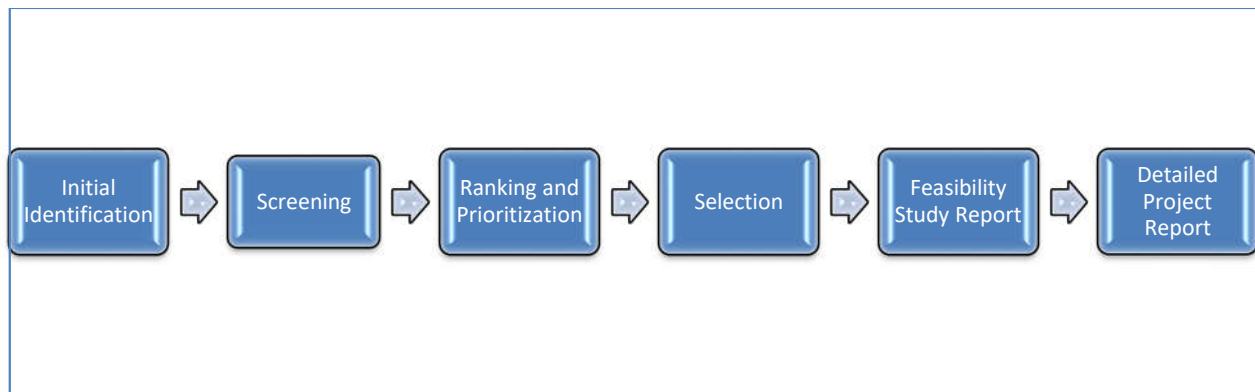 Initial
Identification
Screening
Ranking and
Prioritization
Selection
Feasibility
Study Report
Detailed
Project
Report